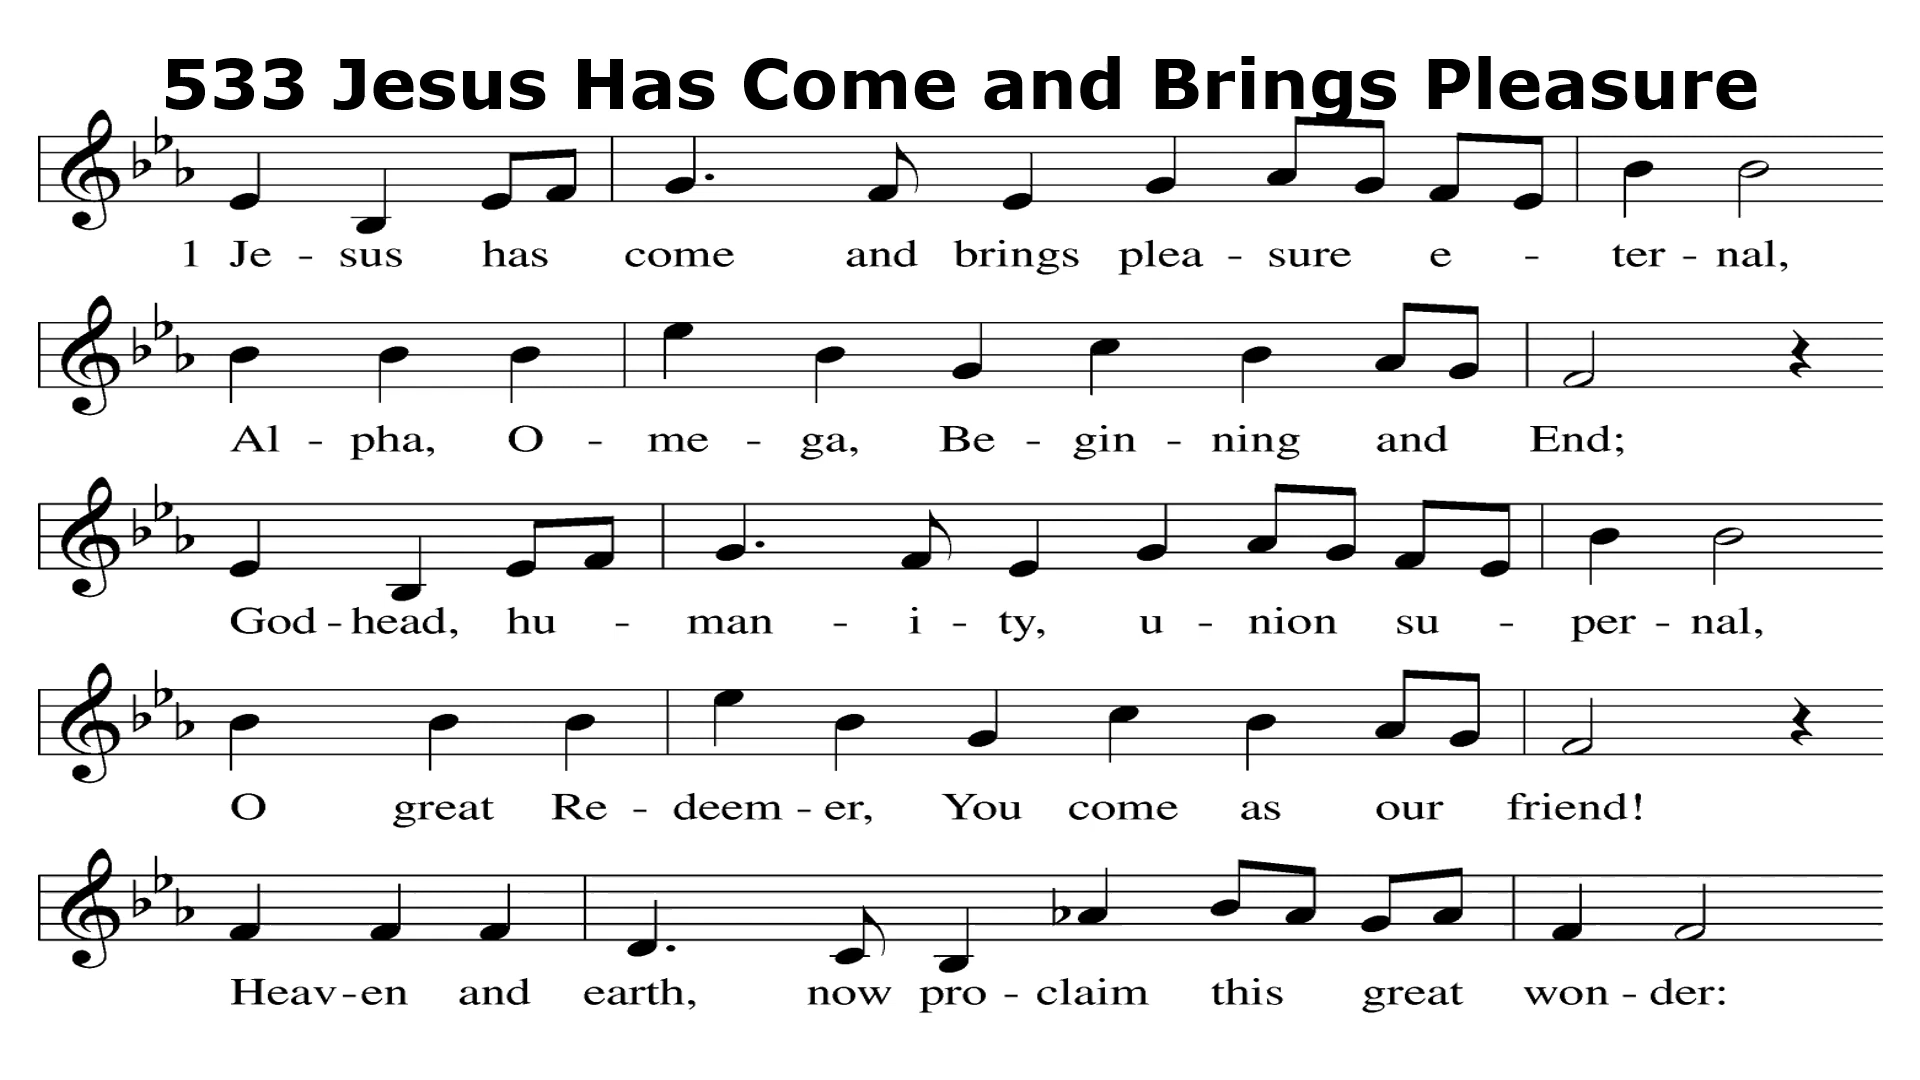 533 Jesus Has Come and Brings Pleasure
1 Je - sus has come and brings plea - sure e - ter - nal,
Al - pha, O - me - ga, Be - gin - ning and End;
God - head, hu - man - i - ty, u - nion su - per - nal,
O great Re - deem - er, You come as our friend!
Heav - en and earth, now pro - claim this great won - der: